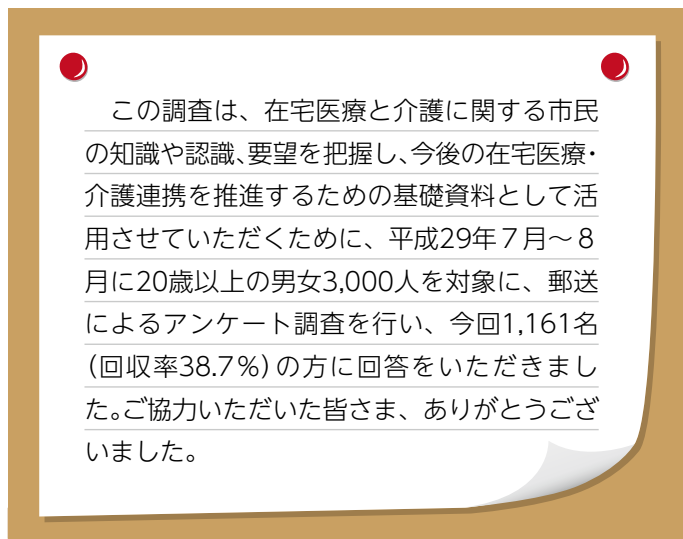 この調査は、在宅医療と介護に関する市民
の知識や認識、要望を把握し、今後の在宅医療・
介護連携を推進するための基礎資料として活
用させていただくために、平成29年７月～８
月に20歳以上の男女3,000人を対象に、郵送
によるアンケート調査を行い、今回1,161名
(回収率38.7％)の方に回答をいただきまし
た。ご協力いただいた皆さま、ありがとうござ
いました。